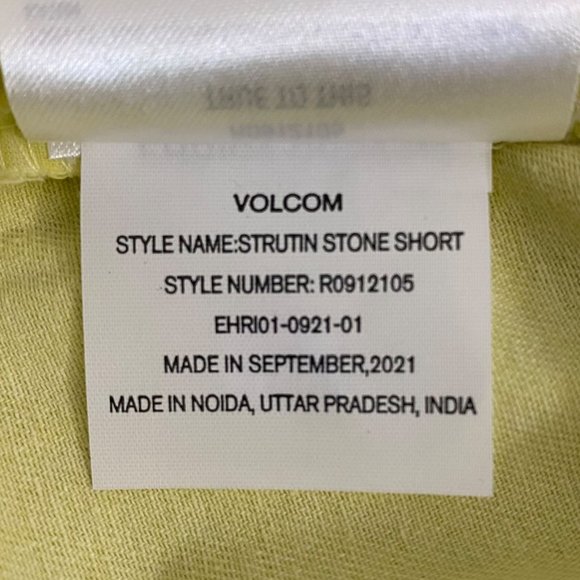 VOLCOM
STYLE NAME:STRUTIN STONE SHORT
STYLE NUMBER: R0912105
EHRI01-0921-01
MADE IN SEPTEMBER,2021
MADE IN NOIDA, UTTAR PRADESH, INDIA